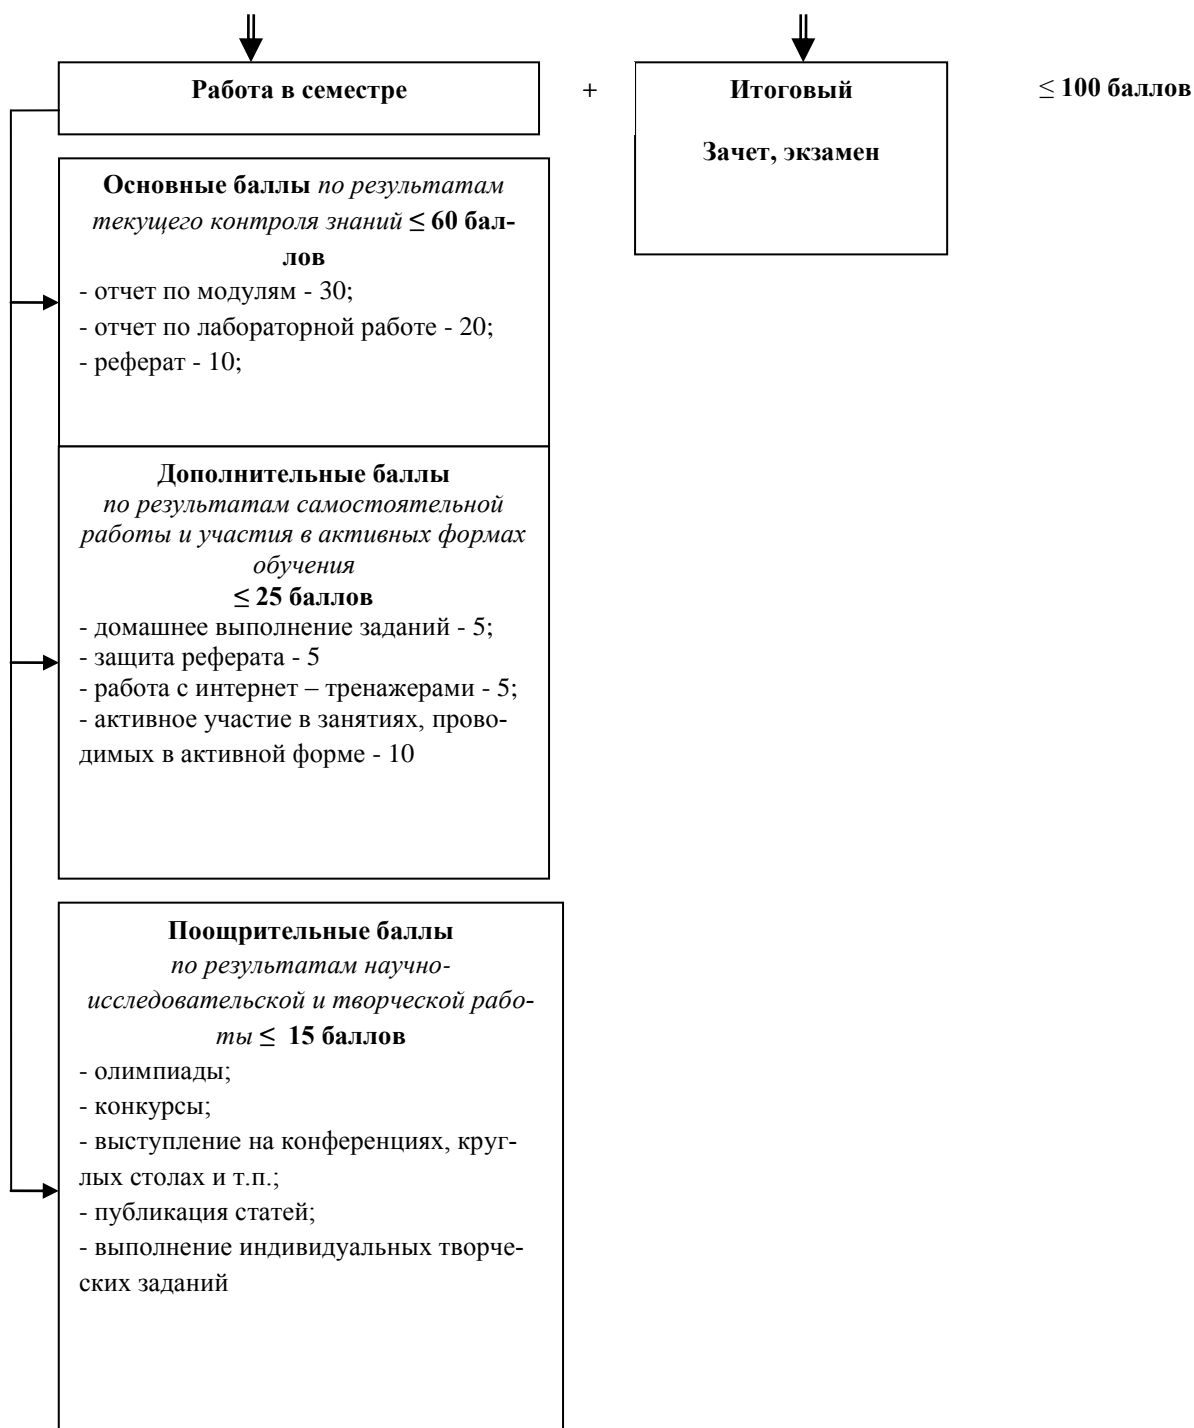 Работа в семестре
+
Итоговый
≤ 100 баллов
Зачет, экзамен
Основные баллы по результатам
текущего контроля знаний ≤ 60 бал-
лов
- отчет по модулям - 30;
- отчет по лабораторной работе - 20;
- реферат - 10;
Дополнительные баллы
по результатам самостоятельной
работы и участия в активных формах
обучения
≤ 25 баллов
- домашнее выполнение заданий - 5;
- защита реферата - 5
- работа с интернет – тренажерами - 5;
- активное участие в занятиях, прово-
димых в активной форме - 10
Поощрительные баллы
по результатам научно-
исследовательской и творческой рабо-
ты ≤  15 баллов
- олимпиады;
- конкурсы;
- выступление на конференциях, круг-
лых столах и т.п.;
- публикация статей;
- выполнение индивидуальных творче-
ских заданий